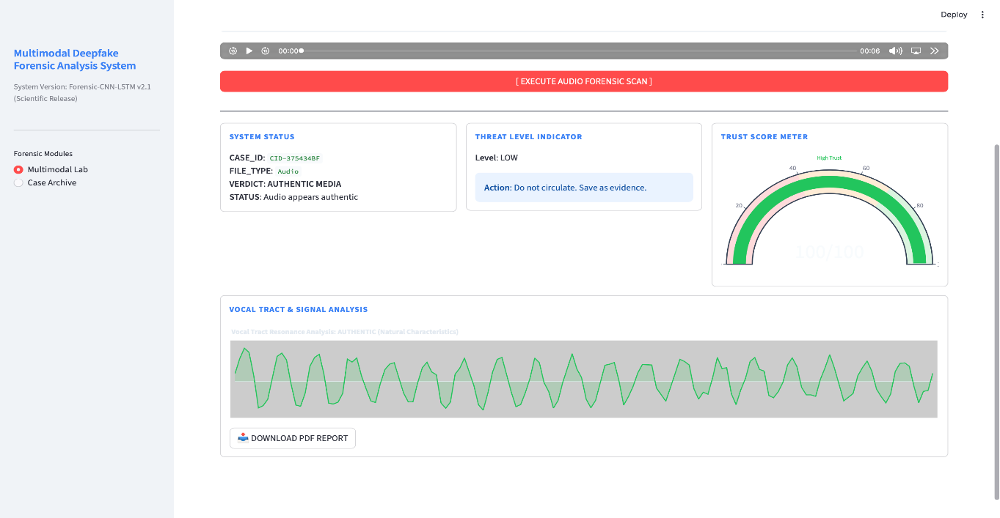 Deploy
Multimodal Deepfake
Forensic Analysis System
System Version: Forensic-CNN-LSTM v2.1
(Scientific Release)
Forensic Modules
Multimodal Lab
Case Archive
00:00
00:06
[ EXECUTE AUDIO FORENSIC SCAN ]
SYSTEM STATUS
CASE_ID: CID-375434BF
FILE_TYPE: Audio
VERDICT: AUTHENTIC MEDIA
STATUS: Audio appears authentic
THREAT LEVEL INDICATOR
Level: LOW
Action: Do not circulate. Save as evidence.
TRUST SCORE METER
High Trust
20
40
60
80
100/100
VOCAL TRACT & SIGNAL ANALYSIS
Vocal Tract Resonance Analysis: AUTHENTIC (Natural Characteristics)
DOWNLOAD PDF REPORT